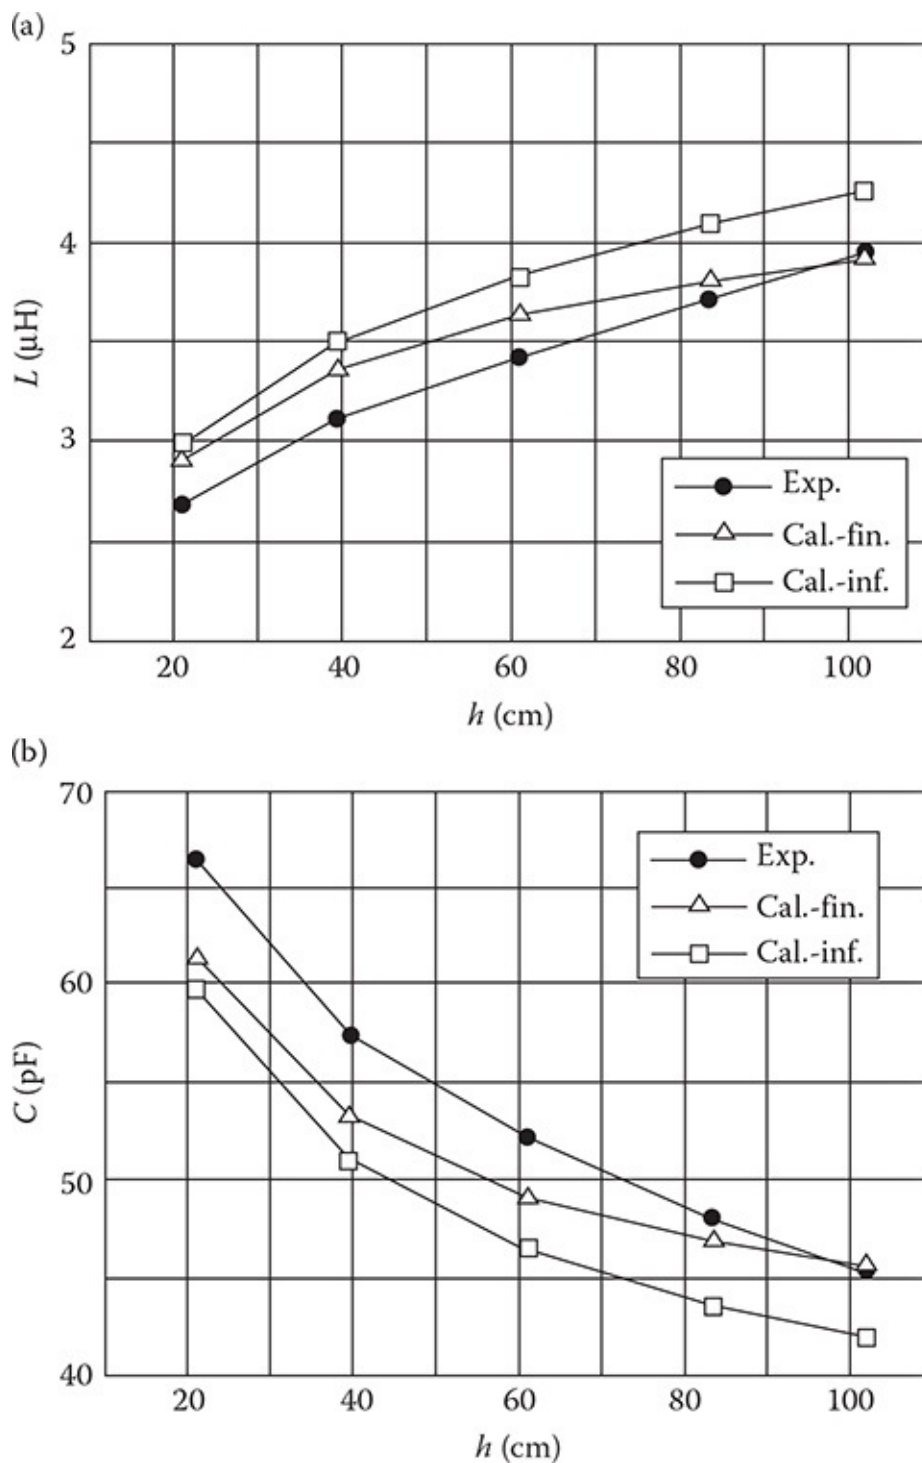 (a)
5
4
3
2
L (µH)
20 40 60 80 100
h (cm)
Exp.
Cal.-fin.
Cal.-inf.
(b)
70
60
50
40
C (pF)
20 40 60 80 100
h (cm)
Exp.
Cal.-fin.
Cal.-inf.